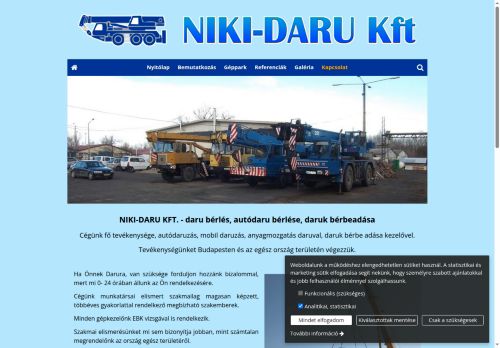 NIKI-DARU Kft
Nyitólap Bemutatkozás Géppark Referenciák Galéria Kapcsolat
NIKI-DARU KFT. - daru bérlés, autódaru bérlése, daruk bérbeadása
Cégünk fő tevékenysége, autódaruzás, mobil daruzás, anyagmozgatás daruval, daruk bérbe adása kezelővel.
Tevékenységünket Budapesten és az egész ország területén végezzük.
Ha Önnek Darura, van szüksége forduljon hozzánk bizalommal,
mert mi 0- 24 órában állunk az Ön rendelkezésére.
Cégünk munkatársai elismert szakmailag magasan képzett,
többéves gyakorlattal rendelkező megbízható szakemberek.
Minden gépkezelőnk EBK vizsgával is rendelkezik.
Szakmai elismerésünket mi sem bizonyítja jobban, mint számtalan
megrendelőnk az ország egész területéről.
Weboldalunk a működéshez elengedhetetlen sütiket használ. A statisztikai és
marketing sütik elfogadása segít nekünk, hogy személyre szabott ajánlatokkal
és jobb felhasználói élménnyel szolgálhassunk.
Funkcionális (szükséges)
Analitikai, statisztikai
Mindet elfogadom Kiválasztottak mentése Csak a szükségesek
További információ